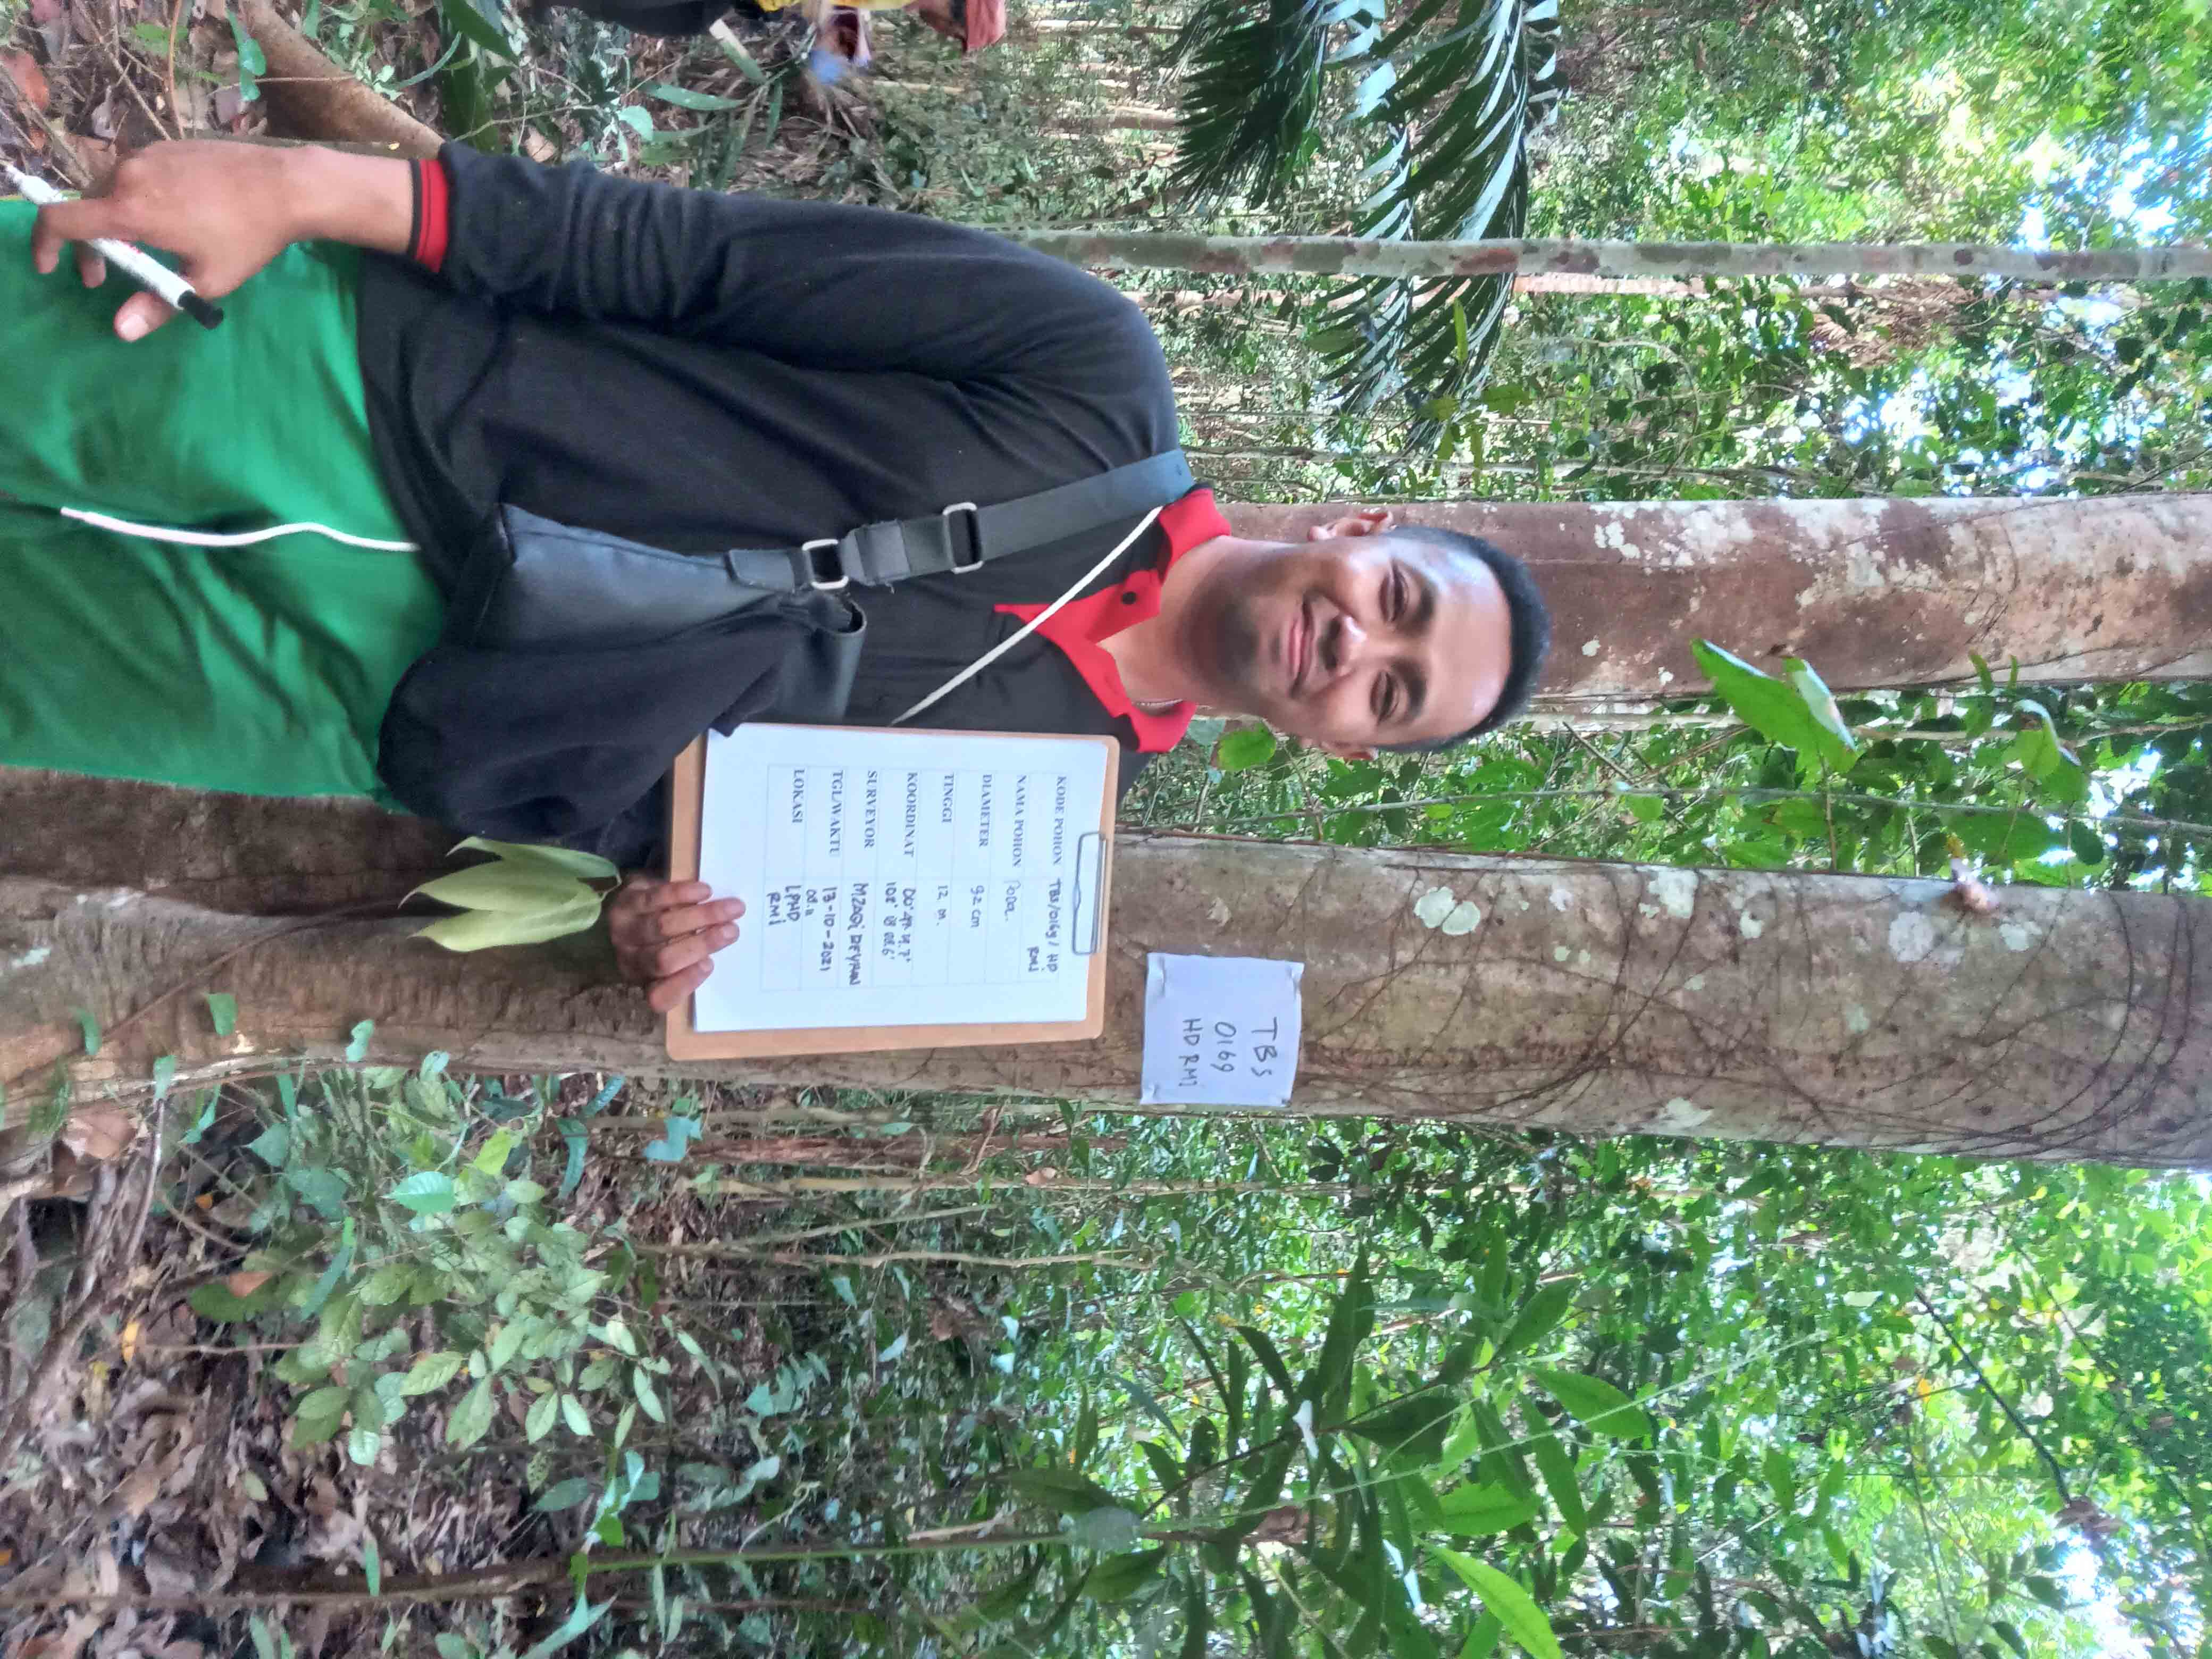 TBS
0169
HD RMI
KODE POHON TBS/0169/ HD
RMI
NAMA POHON
DIAMETER 92 cm
TINGGI 12 m.
KOORDINAT
SURVEYOR
TGL/WAKTU 13-10-2021
LOKASI LPHD
RMI